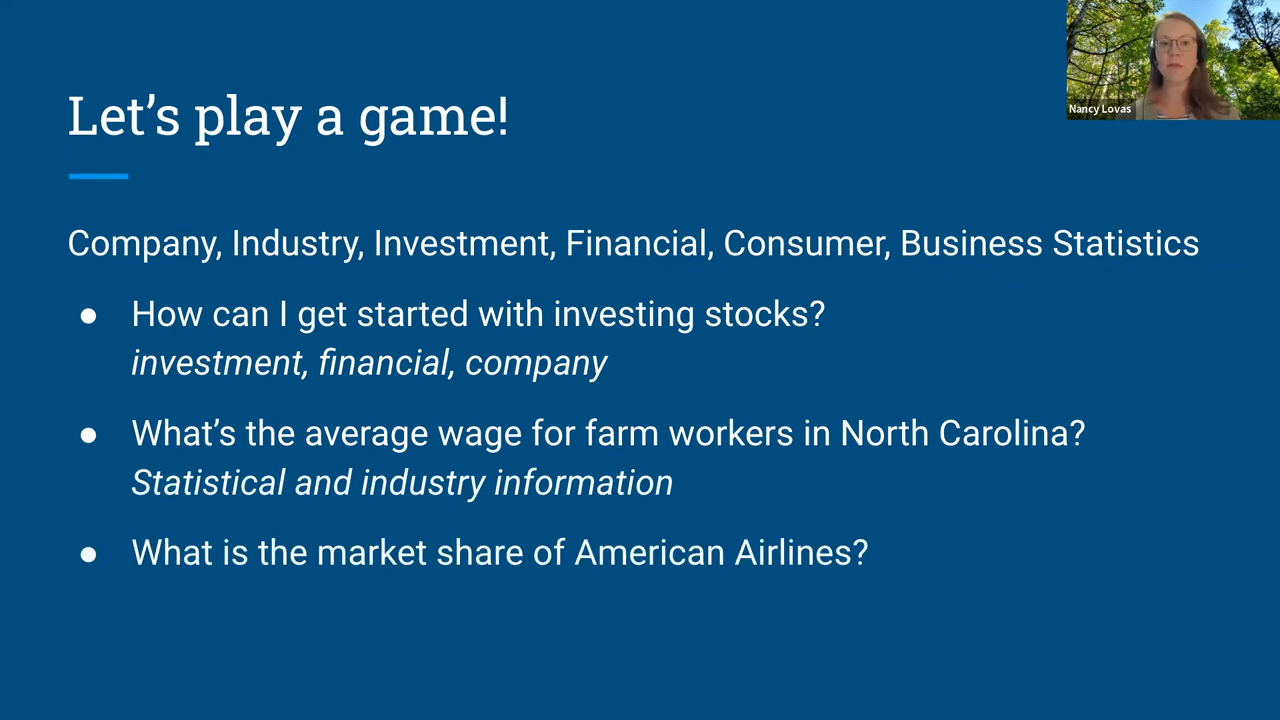 Let’s play a game!
Nancy Lovas
Company, Industry, Investment, Financial, Consumer, Business Statistics
● How can I get started with investing stocks?
investment, financial, company
● What’s the average wage for farm workers in North Carolina?
Statistical and industry information
● What is the market share of American Airlines?